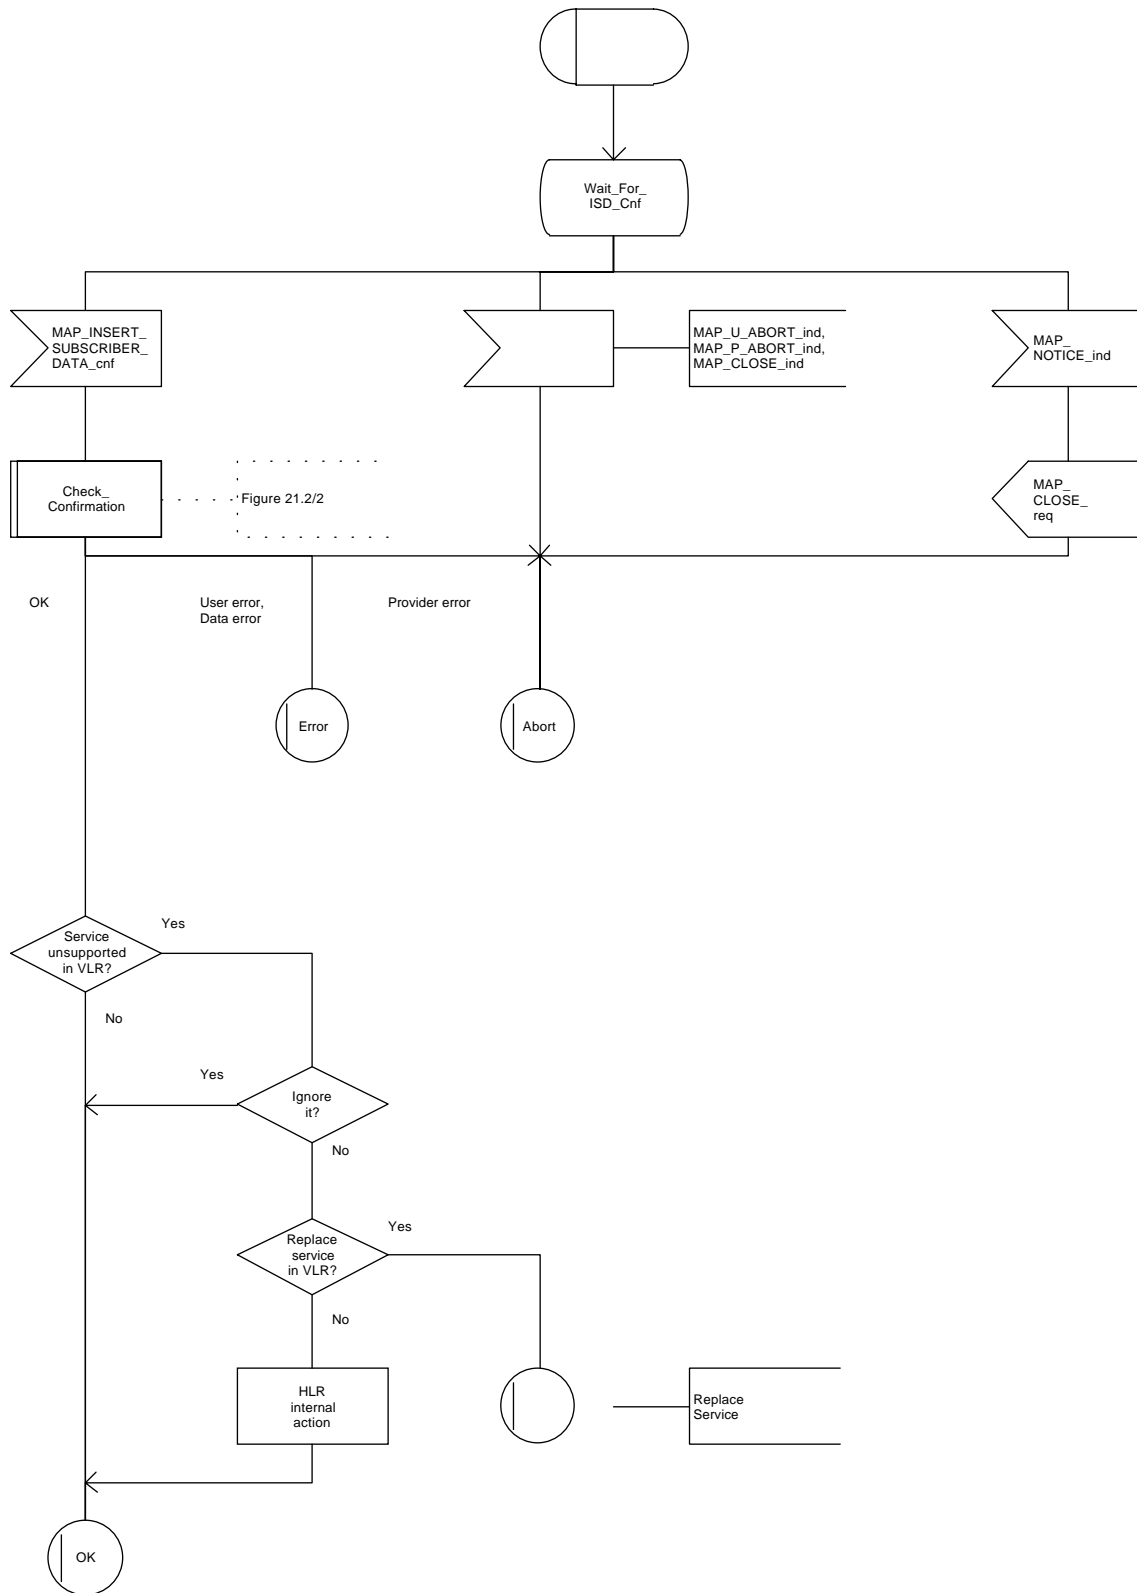 Wait_For_
ISD_Cnf
MAP_INSERT_
SUBSCRIBER_
DATA_cnf
MAP_U_ABORT_ind,
MAP_P_ABORT_ind,
MAP_CLOSE_ind
MAP_
NOTICE_ind
Check_
Confirmation
Figure 21.2/2
MAP_
CLOSE_
req
OK
User error,
Data error
Provider error
Error
Abort
Service
unsupported
in VLR?
Yes
No
Yes
Ignore
it?
No
Replace
service
in VLR?
Yes
No
HLR
internal
action
Replace
Service
OK